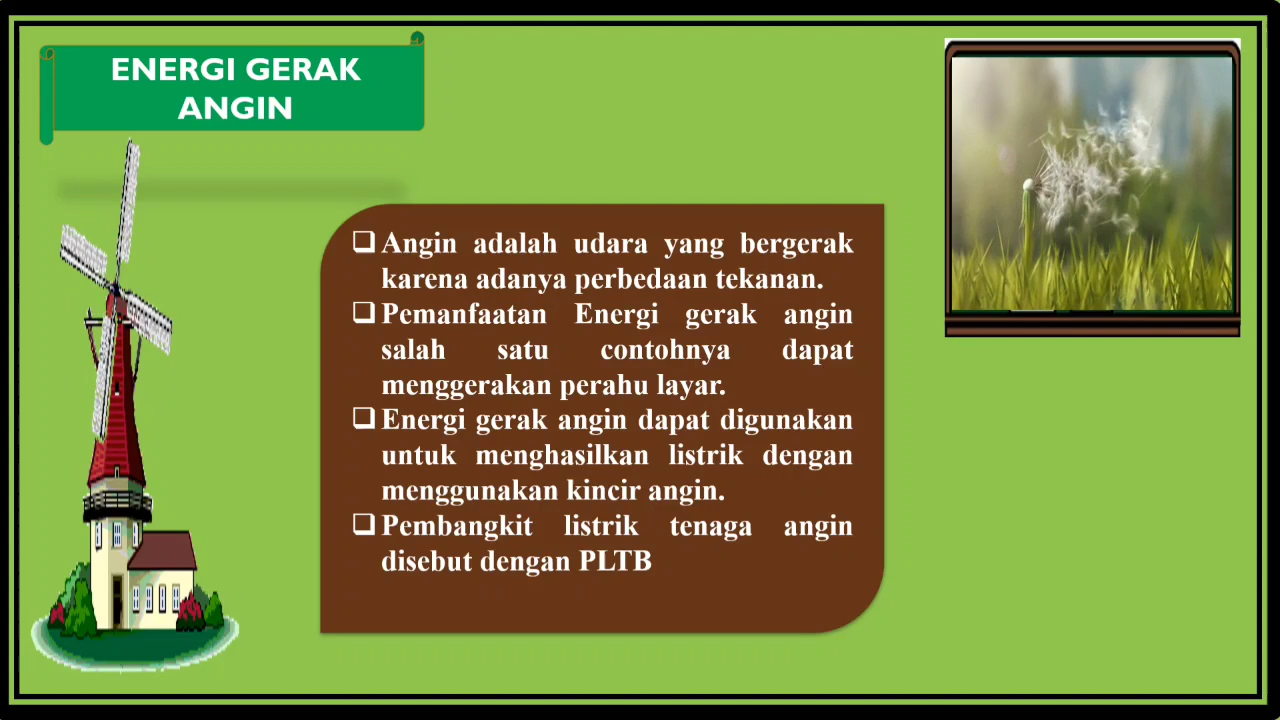 ENERGI GERAK
ANGIN
❑ Angin adalah udara yang bergerak
karena adanya perbedaan tekanan.
❑ Pemanfaatan Energi gerak angin
salah satu contohnya dapat
menggerakan perahu layar.
❑ Energi gerak angin dapat digunakan
untuk menghasilkan listrik dengan
menggunakan kincir angin.
❑ Pembangkit listrik tenaga angin
disebut dengan PLTB